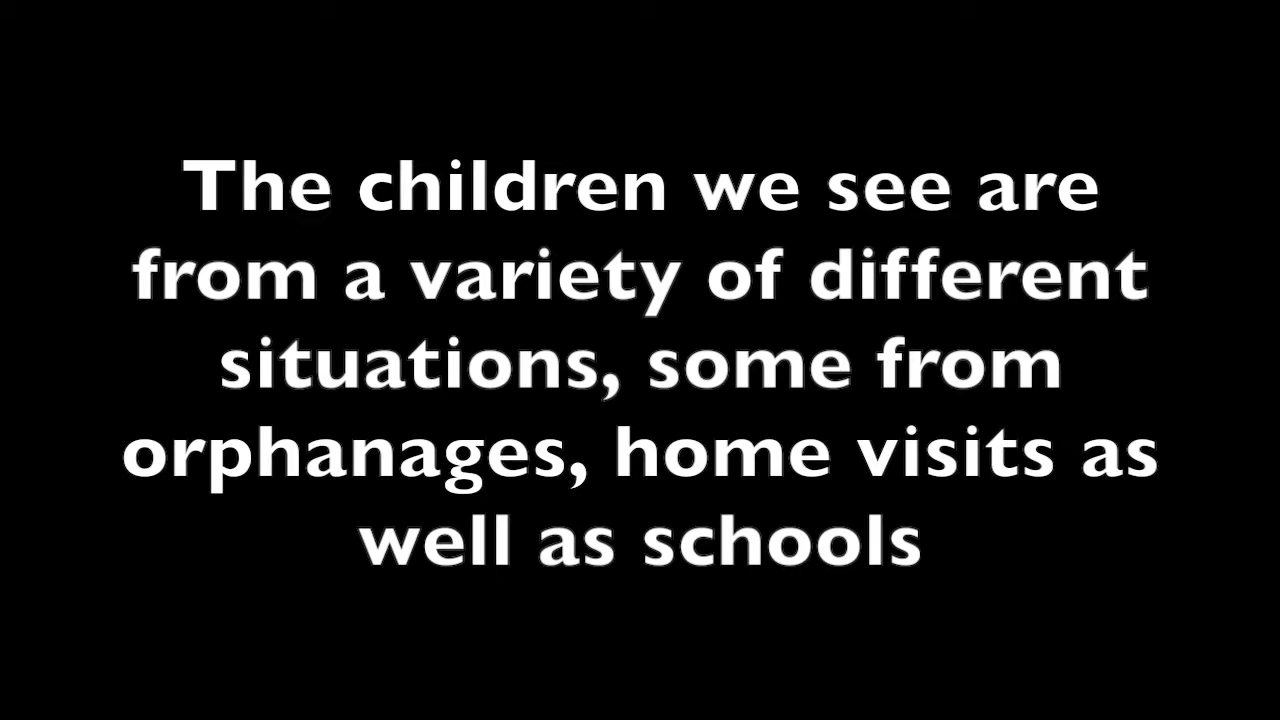 The children we see are
from a variety of different
situations, some from
orphanages, home visits as
well as schools